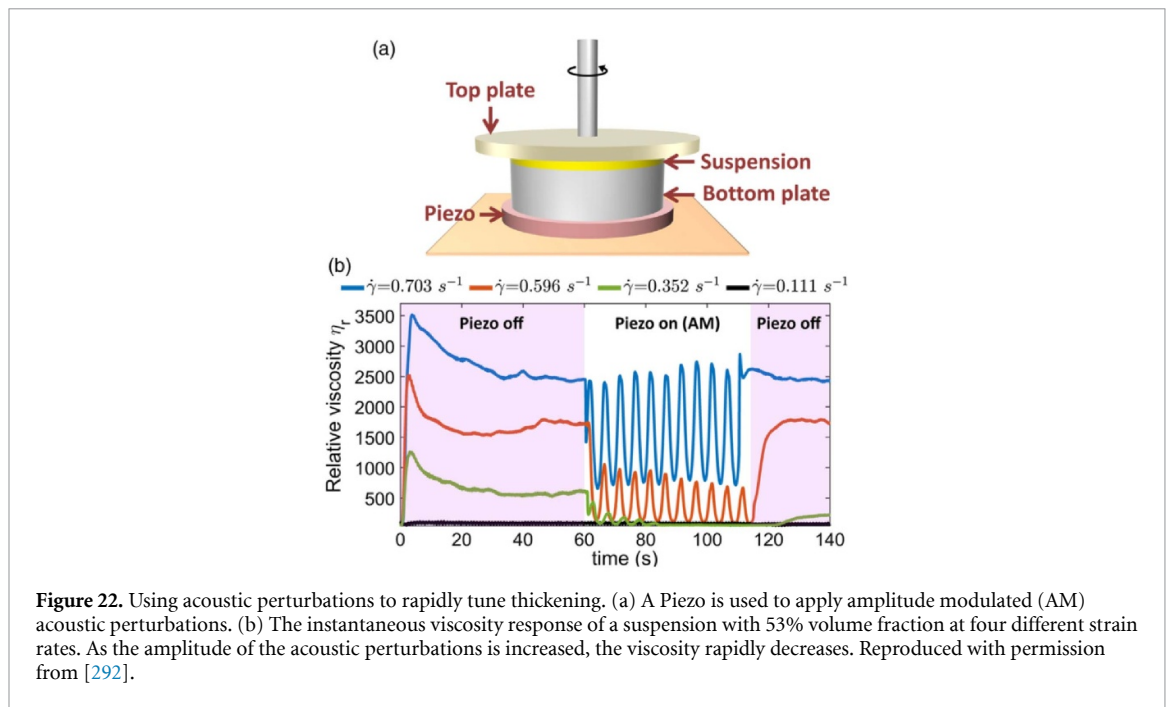 (a)
Top plate
Suspension
Bottom plate
Piezo
(b)
γ̇=0.703 s⁻¹ γ̇=0.596 s⁻¹ γ̇=0.352 s⁻¹ γ̇=0.111 s⁻¹
Relative viscosity ηr
3500
3000
2500
2000
1500
1000
500
Piezo off Piezo on (AM) Piezo off
0 20 40 60 80 100 120 140
time (s)
Figure 22. Using acoustic perturbations to rapidly tune thickening. (a) A Piezo is used to apply amplitude modulated (AM)
acoustic perturbations. (b) The instantaneous viscosity response of a suspension with 53% volume fraction at four different strain
rates. As the amplitude of the acoustic perturbations is increased, the viscosity rapidly decreases. Reproduced with permission
from [292].